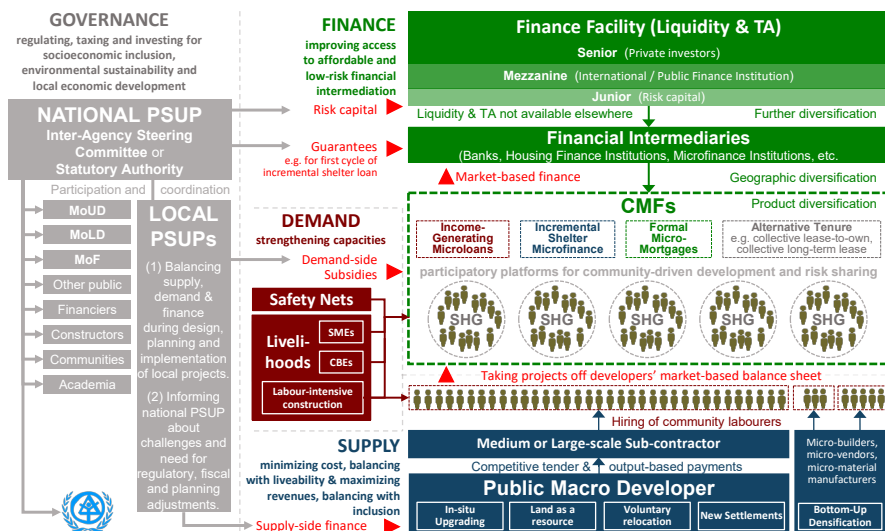 GOVERNANCE
regulating, taxing and investing for
socioeconomic inclusion,
environmental sustainability and
local economic development
NATIONAL PSUP
Inter-Agency Steering
Committee or
Statutory Authority
Participation and coordination
MoUD
MoLD
MoF
Other public
Financiers
Constructors
Communities
Academia
LOCAL
PSUPs
(1) Balancing
supply,
demand &
finance
during design,
planning and
implementation
of local projects.
(2) Informing
national PSUP
about
challenges and
need for
regulatory, fiscal
and planning
adjustments.
FINANCE
improving access
to affordable and
low-risk financial
intermediation
Risk capital
Guarantees
e.g. for first cycle of
incremental shelter loan
Finance Facility (Liquidity & TA)
Senior (Private investors)
Mezzanine (International / Public Finance Institution)
Junior (Risk capital)
Liquidity & TA not available elsewhere
Further diversification
Financial Intermediaries
(Banks, Housing Finance Institutions, Microfinance Institutions, etc.
Market-based finance
Geographic diversification
CMFs
Product diversification
Income-
Generating
Microloans
Incremental
Shelter
Microfinance
Formal
Micro-
Mortgages
Alternative Tenure
e.g. collective lease-to-own,
collective long-term lease
participatory platforms for community-driven development and risk sharing
SHG
SHG
SHG
SHG
SHG
DEMAND
strengthening capacities
Demand-side
Subsidies
Safety Nets
Liveli-
hoods
SMEs
CBEs
Labour-intensive
construction
Taking projects off developers' market-based balance sheet
Hiring of community labourers
SUPPLY
minimizing cost, balancing
with liveability & maximizing
revenues, balancing with
inclusion
Supply-side finance
Medium or Large-scale Sub-contractor
Competitive tender & output-based payments
Public Macro Developer
In-situ
Upgrading
Land as a
resource
Voluntary
relocation
New Settlements
Micro-builders,
micro-vendors,
micro-material
manufacturers
Bottom-Up
Densification